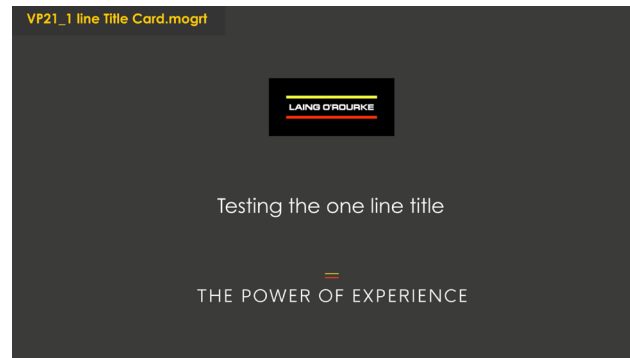 VP21_1 line Title Card.mogrt
LAING O'ROURKE
Testing the one line title
THE POWER OF EXPERIENCE